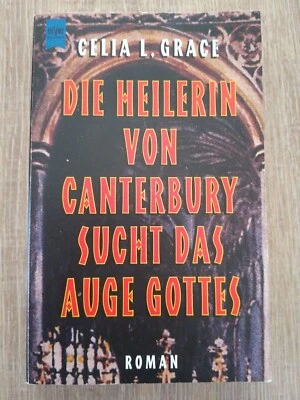 CELIA L. GRACE
DIE HEILERIN
VON
CANTERBURY
SUCHT DAS
AUGE GOTTES
ROMAN